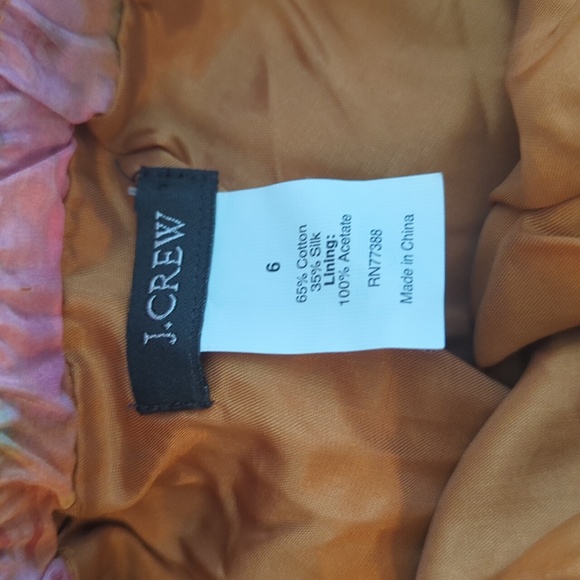 J.CREW
6
65% Cotton
35% Silk
Lining:
100% Acetate
RN77388
Made in China